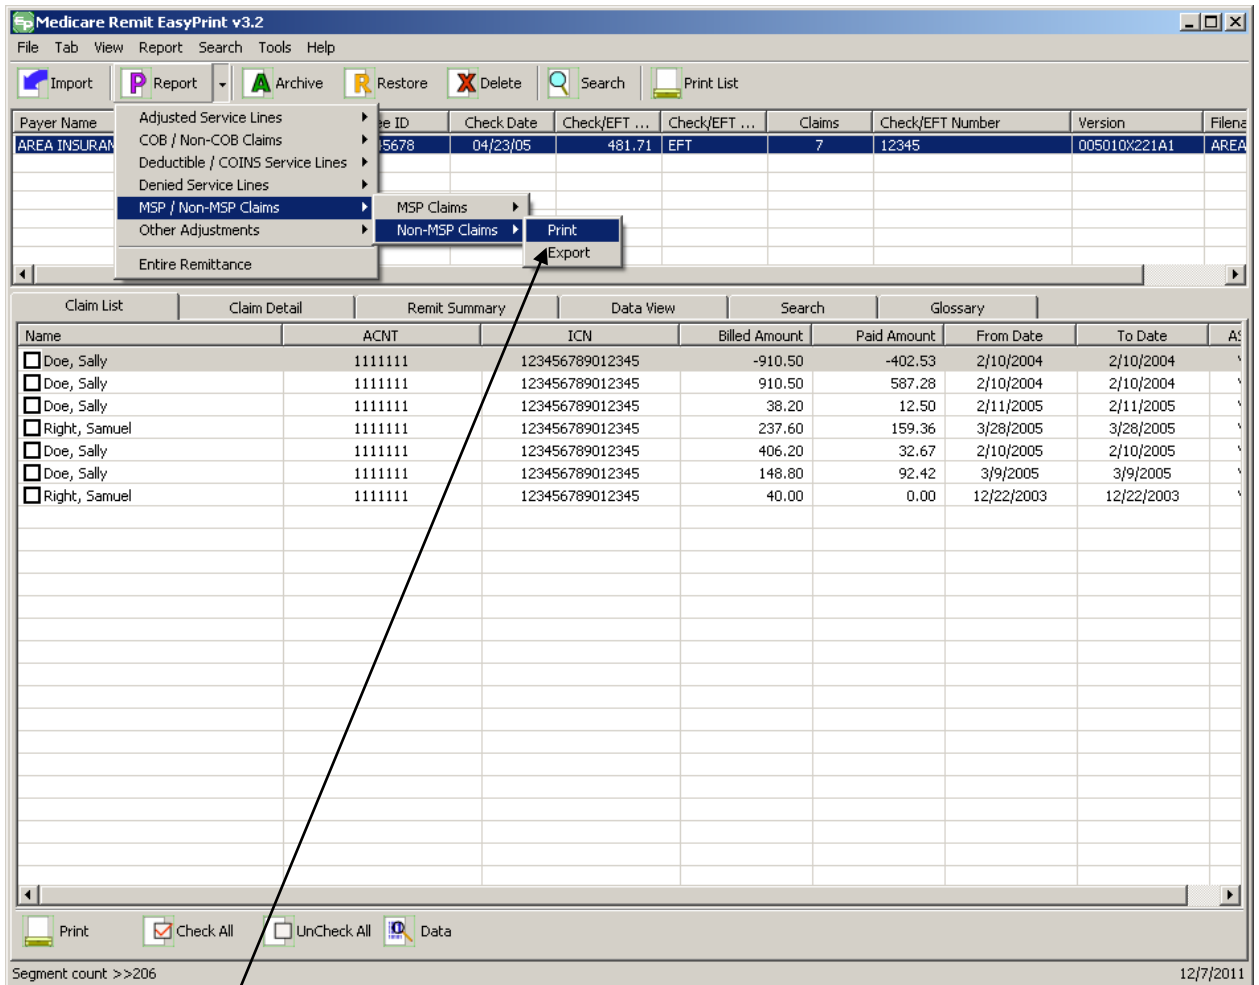 Medicare Remit EasyPrint v3.2
File Tab View Report Search Tools Help
Import Report Archive Restore Delete Search Print List
Payer Name ee ID Check Date Check/EFT ... Check/EFT ... Claims Check/EFT Number Version Filena
AREA INSURAN 45678 04/23/05 481.71 EFT 7 12345 005010X221A1 AREA
Adjusted Service Lines
COB / Non-COB Claims
Deductible / COINS Service Lines
Denied Service Lines
MSP / Non-MSP Claims MSP Claims
Other Adjustments Non-MSP Claims Print
Export
Entire Remittance
Claim List Claim Detail Remit Summary Data View Search Glossary
Name ACNT ICN Billed Amount Paid Amount From Date To Date AS
Doe, Sally 1111111 123456789012345 -910.50 -402.53 2/10/2004 2/10/2004
Doe, Sally 1111111 123456789012345 910.50 587.28 2/10/2004 2/10/2004
Doe, Sally 1111111 123456789012345 38.20 12.50 2/11/2005 2/11/2005
Right, Samuel 1111111 123456789012345 237.60 159.36 3/28/2005 3/28/2005
Doe, Sally 1111111 123456789012345 406.20 32.67 2/10/2005 2/10/2005
Doe, Sally 1111111 123456789012345 148.80 92.42 3/9/2005 3/9/2005
Right, Samuel 1111111 123456789012345 40.00 0.00 12/22/2003 12/22/2003
Print Check All UnCheck All Data
Segment count >>206 12/7/2011